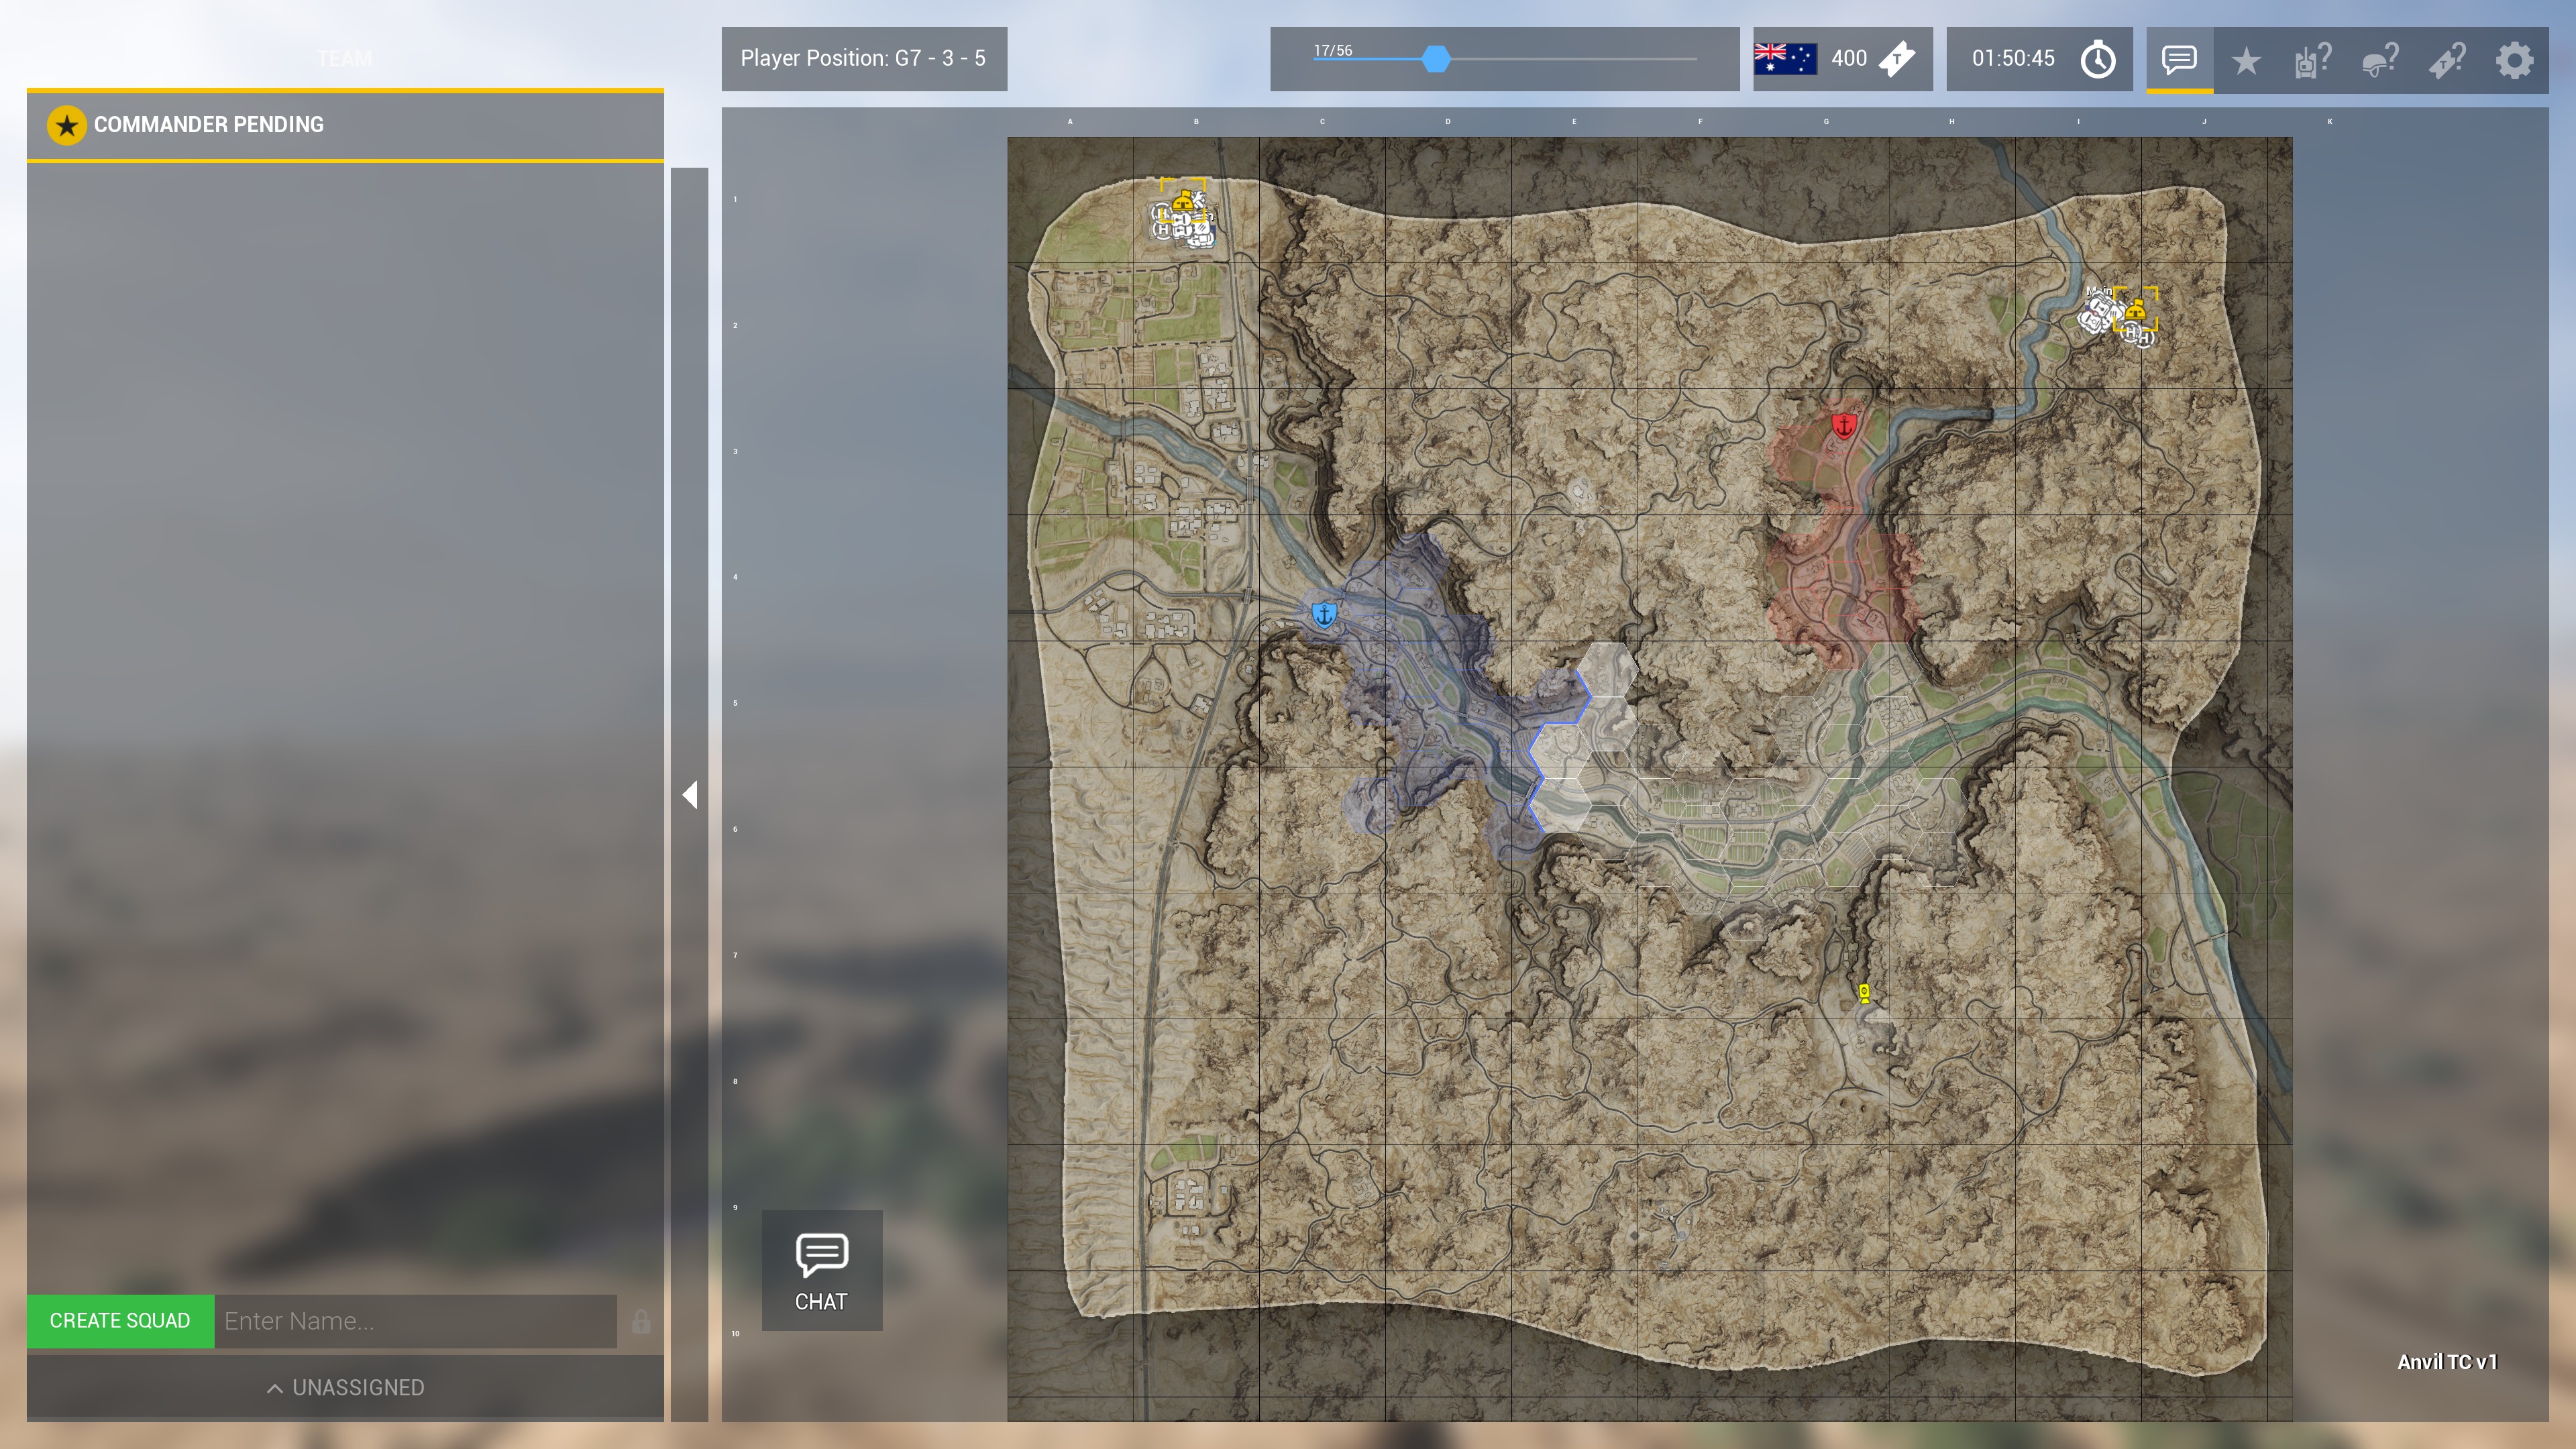 TEAM
Player Position: G7 - 3 - 5
17/56
400
01:50:45
COMMANDER PENDING
A B C D E F G H I J K
1
2
Main
3
4
5
6
7
8
9
10
CHAT
CREATE SQUAD
Enter Name...
UNASSIGNED
Anvil TC v1